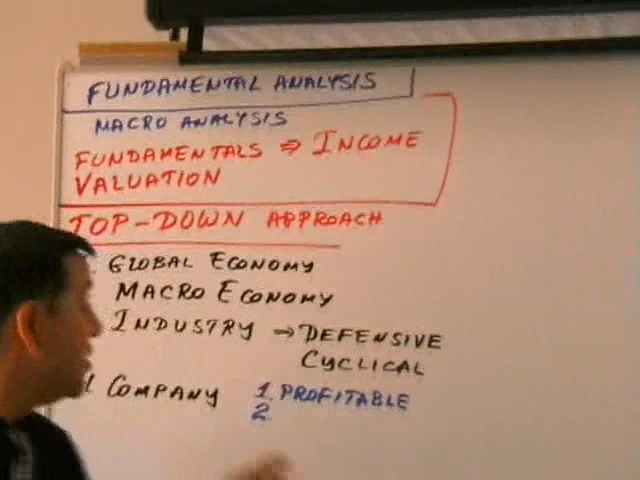 FUNDAMENTAL ANALYSIS
MACRO ANALYSIS
FUNDAMENTALS ⇒ INCOME
VALUATION
TOP-DOWN APPROACH
GLOBAL ECONOMY
MACRO ECONOMY
INDUSTRY → DEFENSIVE
CYCLICAL
COMPANY 1. PROFITABLE
2.